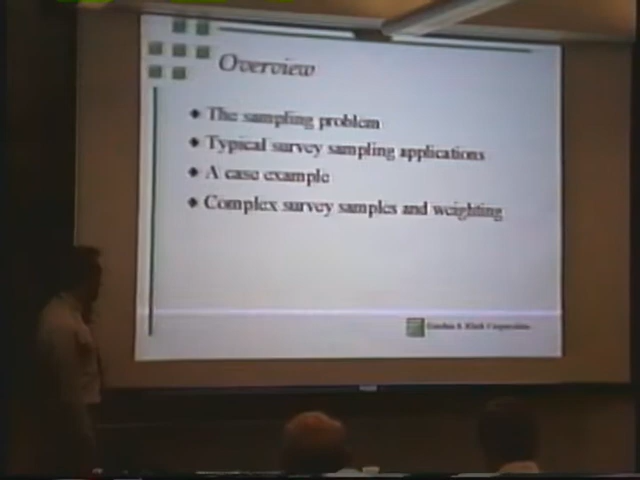 Overview
The sampling problem
Typical survey sampling applications
A case example
Complex survey samples and weighting